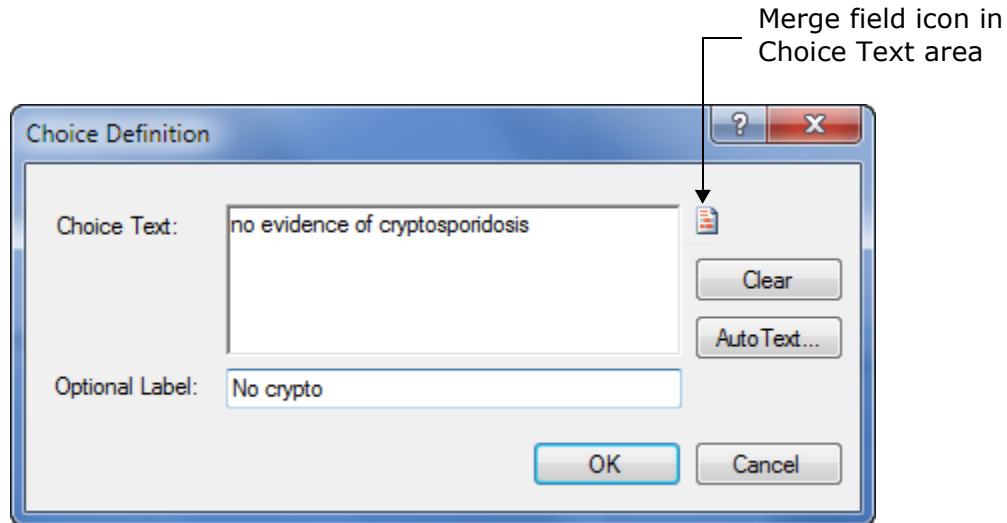 Merge field icon in
Choice Text area
Choice Definition
?
Choice Text:
no evidence of cryptosporidosis
Clear
AutoText...
Optional Label:
No crypto
OK
Cancel